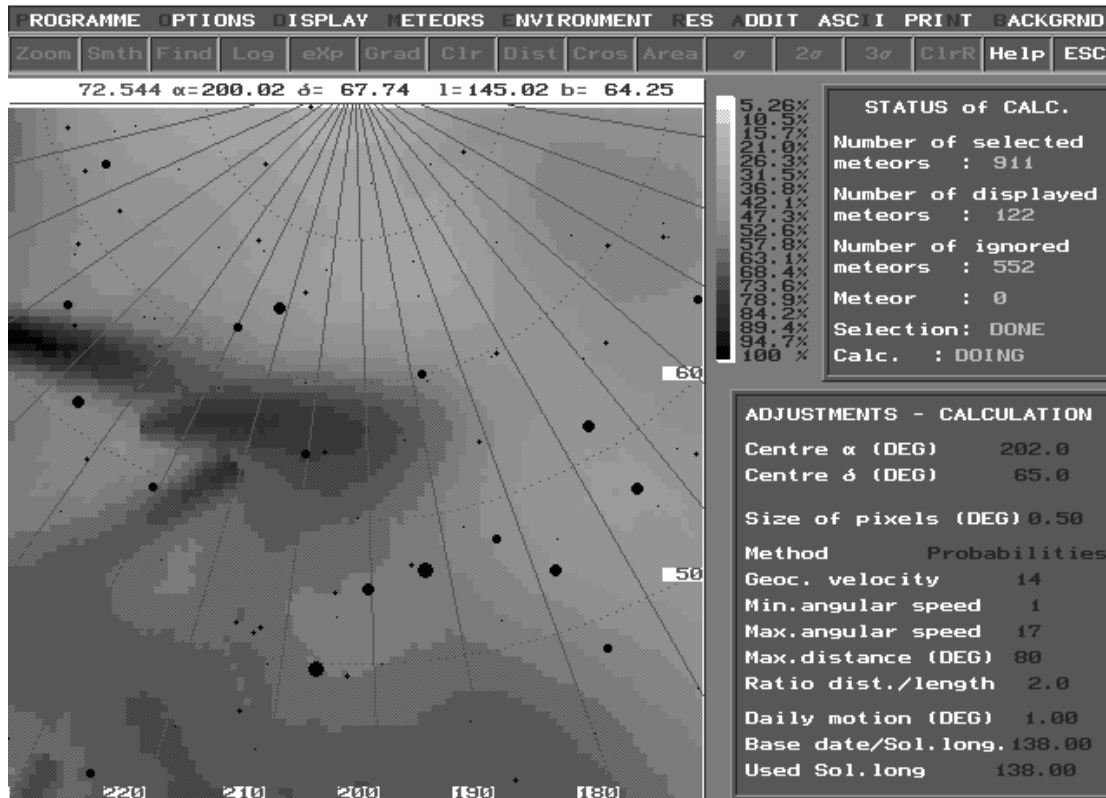 PROGRAMME OPTIONS DISPLAY METEORS ENVIRONMENT RES ADDIT ASCII PRINT BACKGRND
Zoom Smth Find Log eXp Grad Clr Dist Cros Area σ 2σ 3σ ClrR Help ESC
72.544 α=200.02 δ= 67.74 l=145.02 b= 64.25
5.26%
10.5%
15.7%
21.0%
26.3%
31.5%
36.8%
42.1%
47.3%
52.6%
57.8%
63.1%
68.4%
73.6%
78.9%
84.2%
89.4%
94.7%
100 %
STATUS of CALC.
Number of selected
meteors : 911
Number of displayed
meteors : 122
Number of ignored
meteors : 552
Meteor : 0
Selection: DONE
Calc. : DOING
60
50
220 210 200 190 180
ADJUSTMENTS - CALCULATION
Centre α (DEG) 202.0
Centre δ (DEG) 65.0
Size of pixels (DEG) 0.50
Method Probabilities
Geoc. velocity 14
Min.angular speed 1
Max.angular speed 17
Max.distance (DEG) 80
Ratio dist./length 2.0
Daily motion (DEG) 1.00
Base date/Sol.long. 138.00
Used Sol.long 138.00